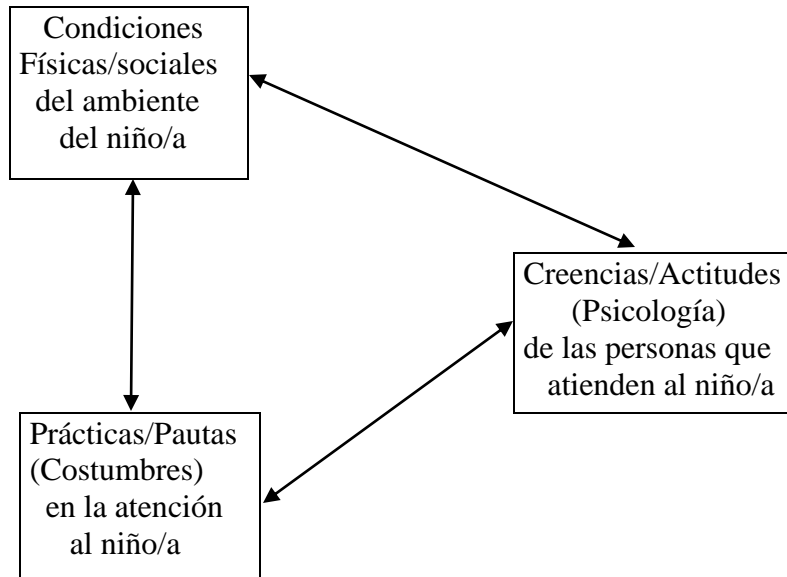 Condiciones
Físicas/sociales
del ambiente
del niño/a
Creencias/Actitudes
(Psicología)
de las personas que
atienden al niño/a
Prácticas/Pautas
(Costumbres)
en la atención
al niño/a